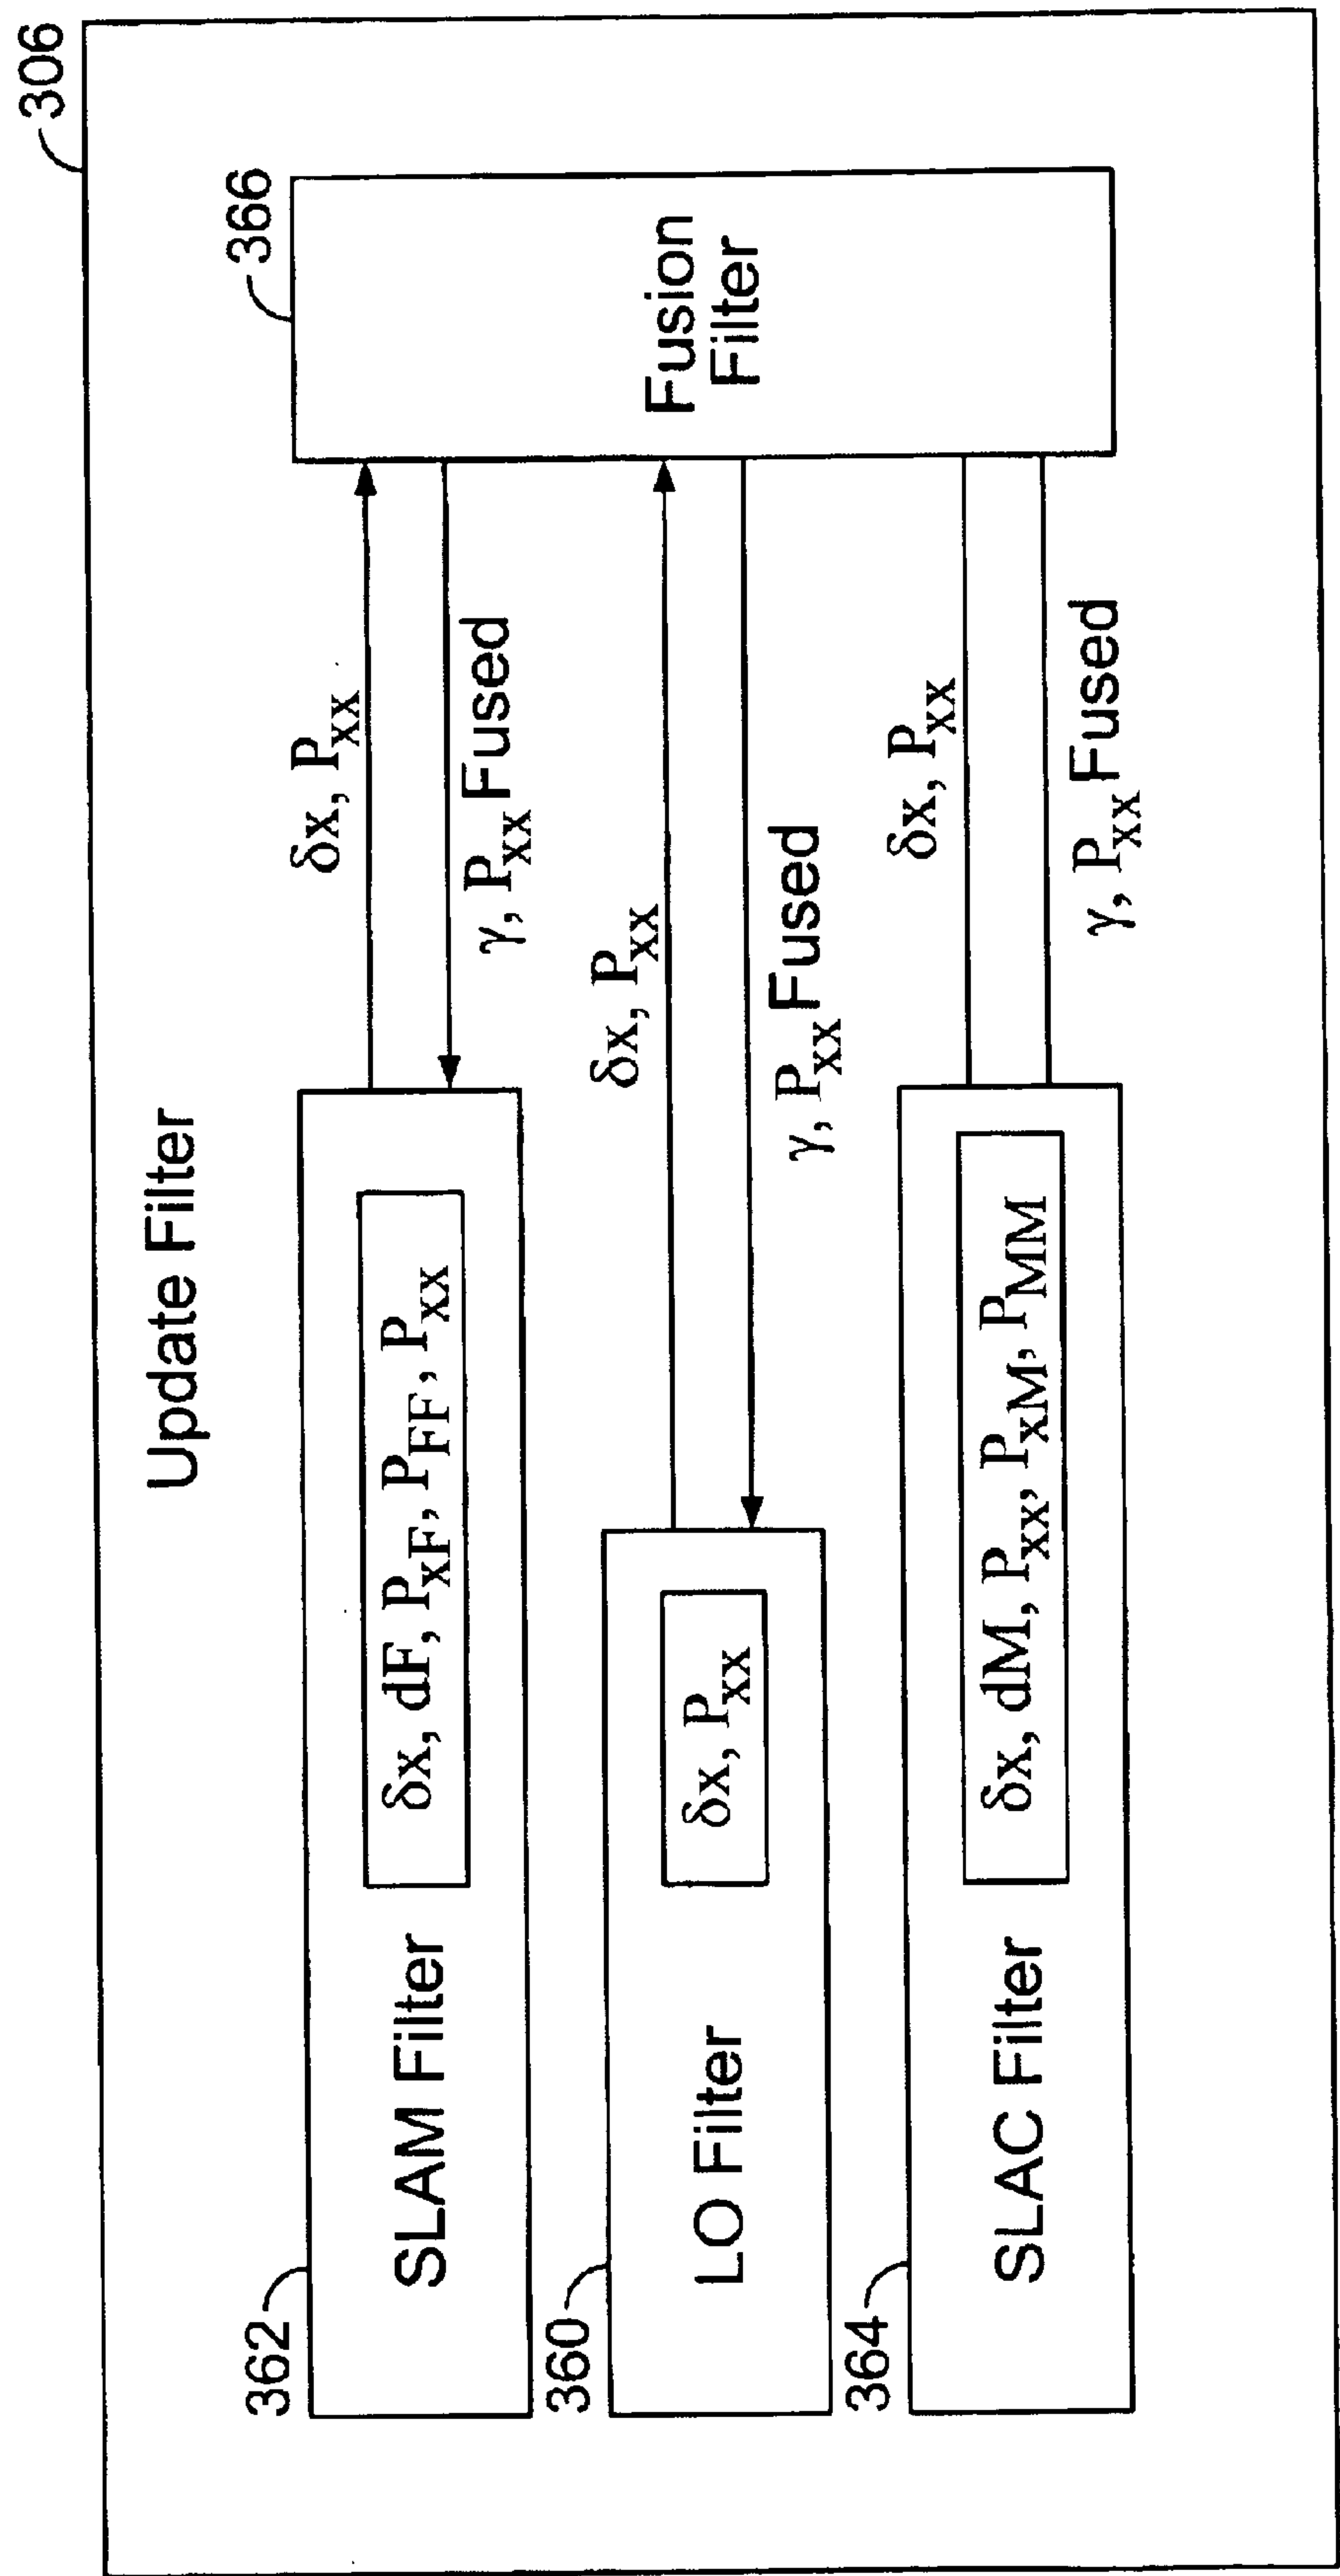 306
Update Filter
362
SLAM Filter
δx, dF, P_xF, P_FF, P_xx
δx, P_xx
γ, P_xx Fused
366
Fusion
Filter
360
LO Filter
δx, P_xx
δx, P_xx
γ, P_xx Fused
364
SLAC Filter
δx, dM, P_xx, P_xM, P_MM
δx, P_xx
γ, P_xx Fused